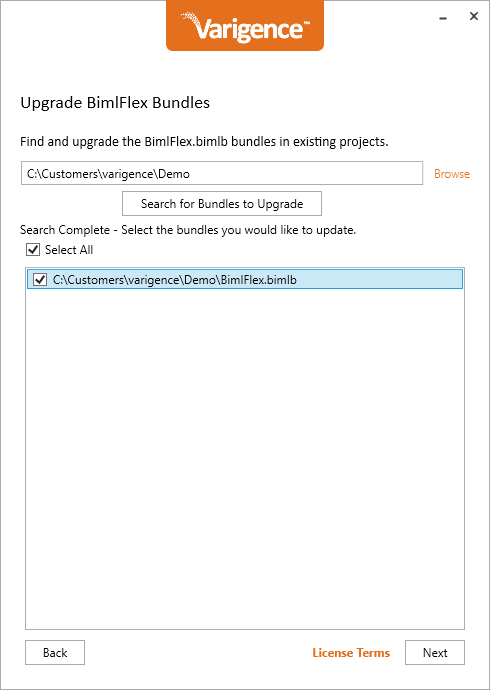 Varigence™
Upgrade BimlFlex Bundles
Find and upgrade the BimlFlex.bimlb bundles in existing projects.
C:\Customers\varigence\Demo
Browse
Search for Bundles to Upgrade
Search Complete - Select the bundles you would like to update.
Select All
C:\Customers\varigence\Demo\BimlFlex.bimlb
Back
License Terms
Next